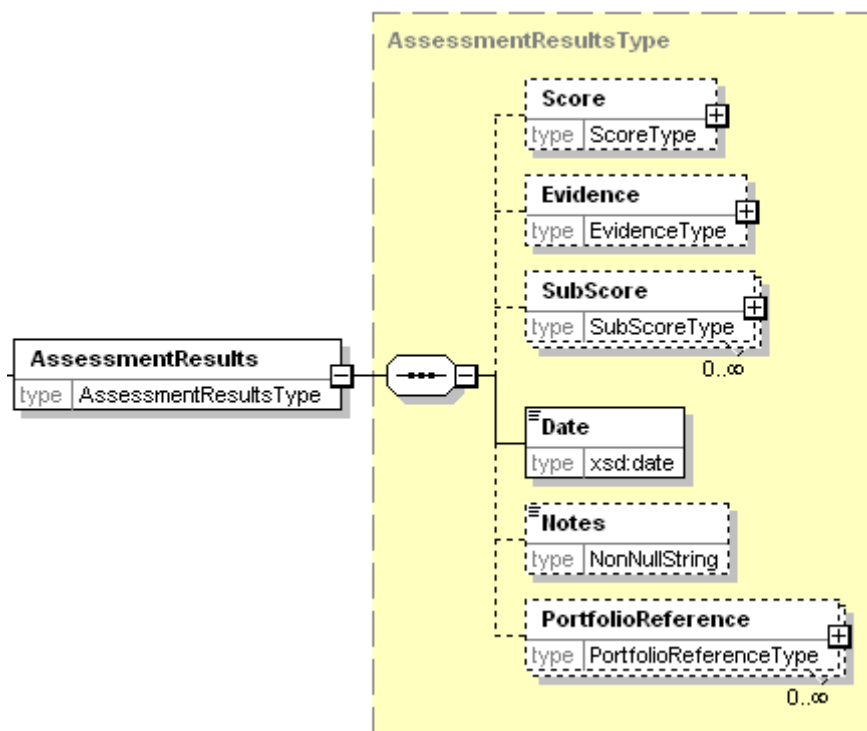 AssessmentResultsType
Score
type ScoreType
Evidence
type EvidenceType
SubScore
type SubScoreType
0..∞
AssessmentResults
type AssessmentResultsType
Date
type xsd:date
Notes
type NonNullString
PortfolioReference
type PortfolioReferenceType
0..∞